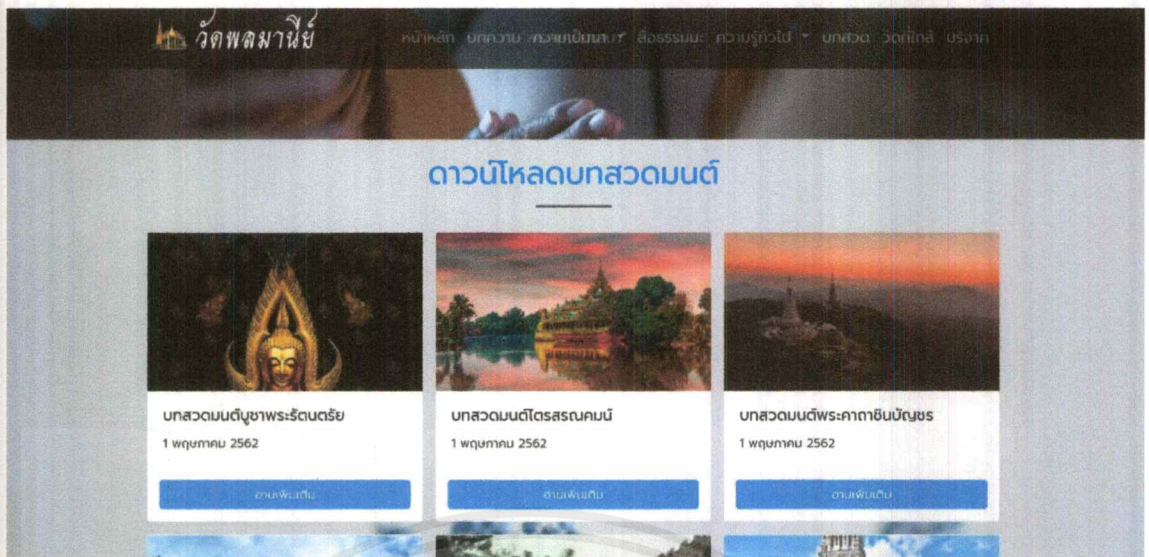 วัดพลมานีย์
หน้าหลัก บทความ ความเป็นมา สื่อธรรมะ ความรู้ทั่วไป บทสวด วัดใกล้ บริจาค
ดาวน์โหลดบทสวดมนต์
บทสวดมนต์บูชาพระรัตนตรัย
1 พฤษภาคม 2562
อ่านเพิ่มเติม
บทสวดมนต์ไตรสรณคมน์
1 พฤษภาคม 2562
อ่านเพิ่มเติม
บทสวดมนต์พระคาถาชินบัญชร
1 พฤษภาคม 2562
อ่านเพิ่มเติม